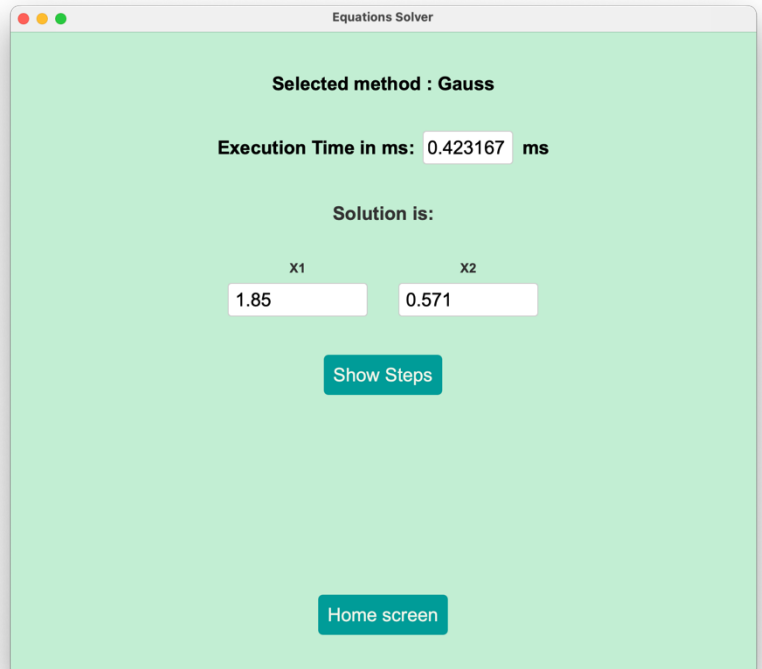 Equations Solver
Selected method : Gauss
Execution Time in ms: 0.423167 ms
Solution is:
X1 X2
1.85 0.571
Show Steps
Home screen